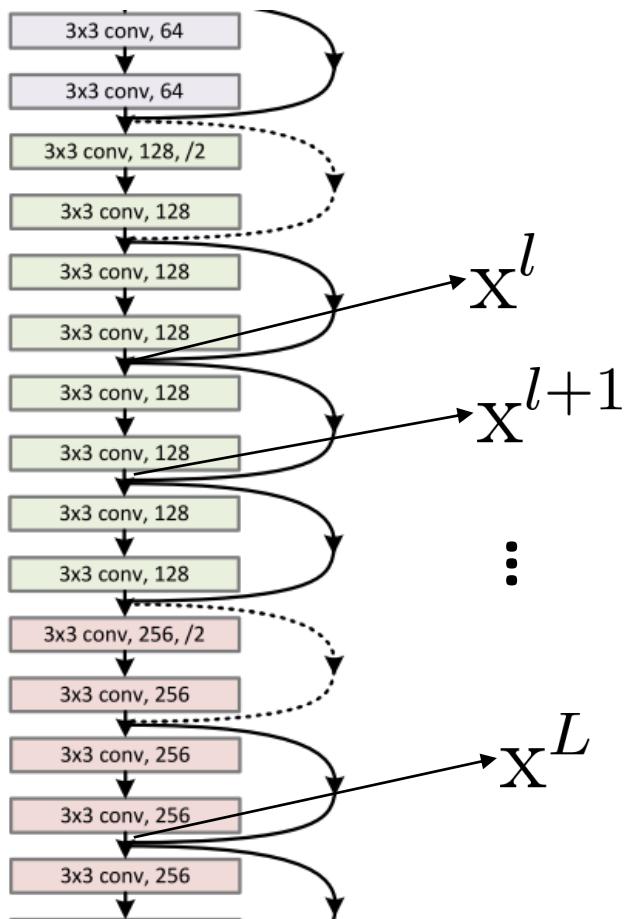 3x3 conv, 64
3x3 conv, 64
3x3 conv, 128, /2
3x3 conv, 128
3x3 conv, 128
3x3 conv, 128
3x3 conv, 128
3x3 conv, 128
3x3 conv, 128
3x3 conv, 128
3x3 conv, 256, /2
3x3 conv, 256
3x3 conv, 256
3x3 conv, 256
3x3 conv, 256
x^l
x^{l+1}
⋮
x^L